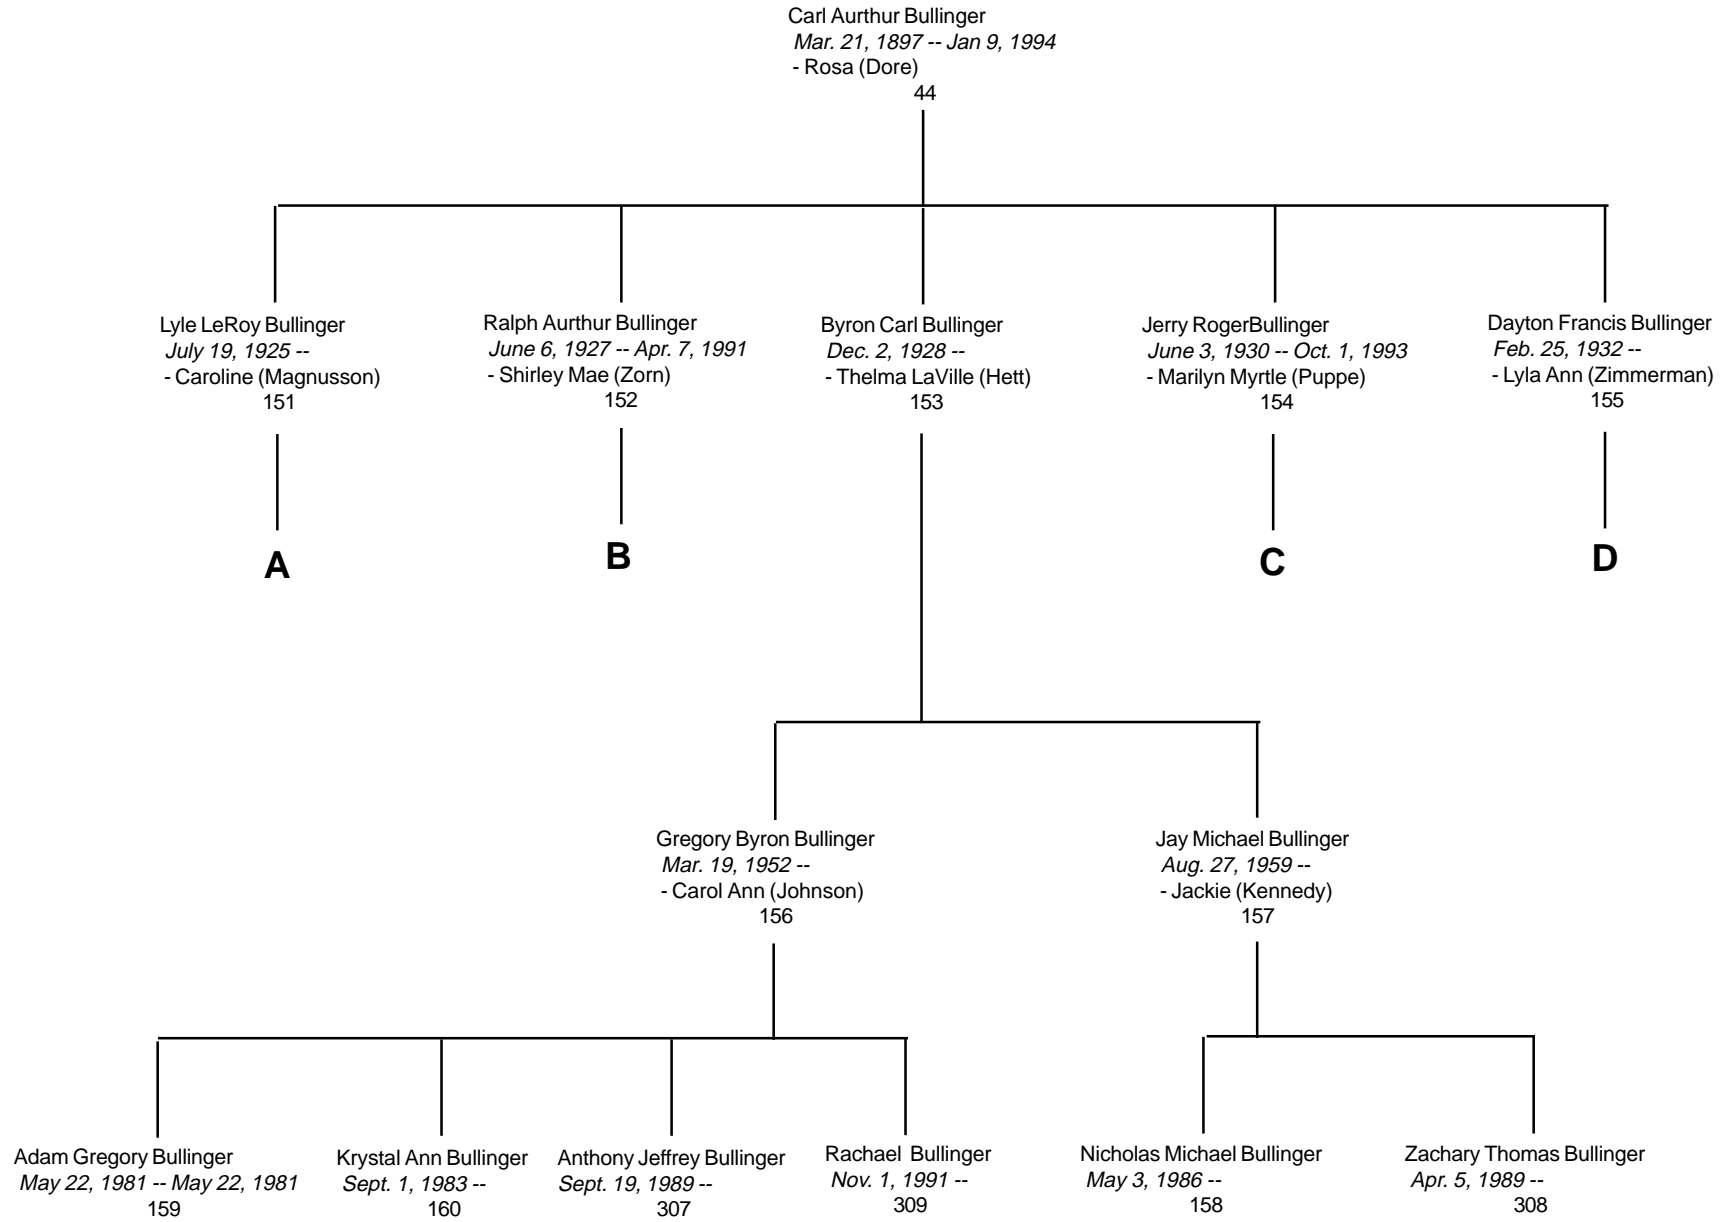 Carl Aurthur Bullinger
Mar. 21, 1897 -- Jan 9, 1994
- Rosa (Dore)
44
Lyle LeRoy Bullinger
July 19, 1925 --
- Caroline (Magnusson)
151
Ralph Aurthur Bullinger
June 6, 1927 -- Apr. 7, 1991
- Shirley Mae (Zorn)
152
Byron Carl Bullinger
Dec. 2, 1928 --
- Thelma LaVille (Hett)
153
Jerry RogerBullinger
June 3, 1930 -- Oct. 1, 1993
- Marilyn Myrtle (Puppe)
154
Dayton Francis Bullinger
Feb. 25, 1932 --
- Lyla Ann (Zimmerman)
155
A
B
C
D
Gregory Byron Bullinger
Mar. 19, 1952 --
- Carol Ann (Johnson)
156
Jay Michael Bullinger
Aug. 27, 1959 --
- Jackie (Kennedy)
157
Adam Gregory Bullinger
May 22, 1981 -- May 22, 1981
159
Krystal Ann Bullinger
Sept. 1, 1983 --
160
Anthony Jeffrey Bullinger
Sept. 19, 1989 --
307
Rachael Bullinger
Nov. 1, 1991 --
309
Nicholas Michael Bullinger
May 3, 1986 --
158
Zachary Thomas Bullinger
Apr. 5, 1989 --
308